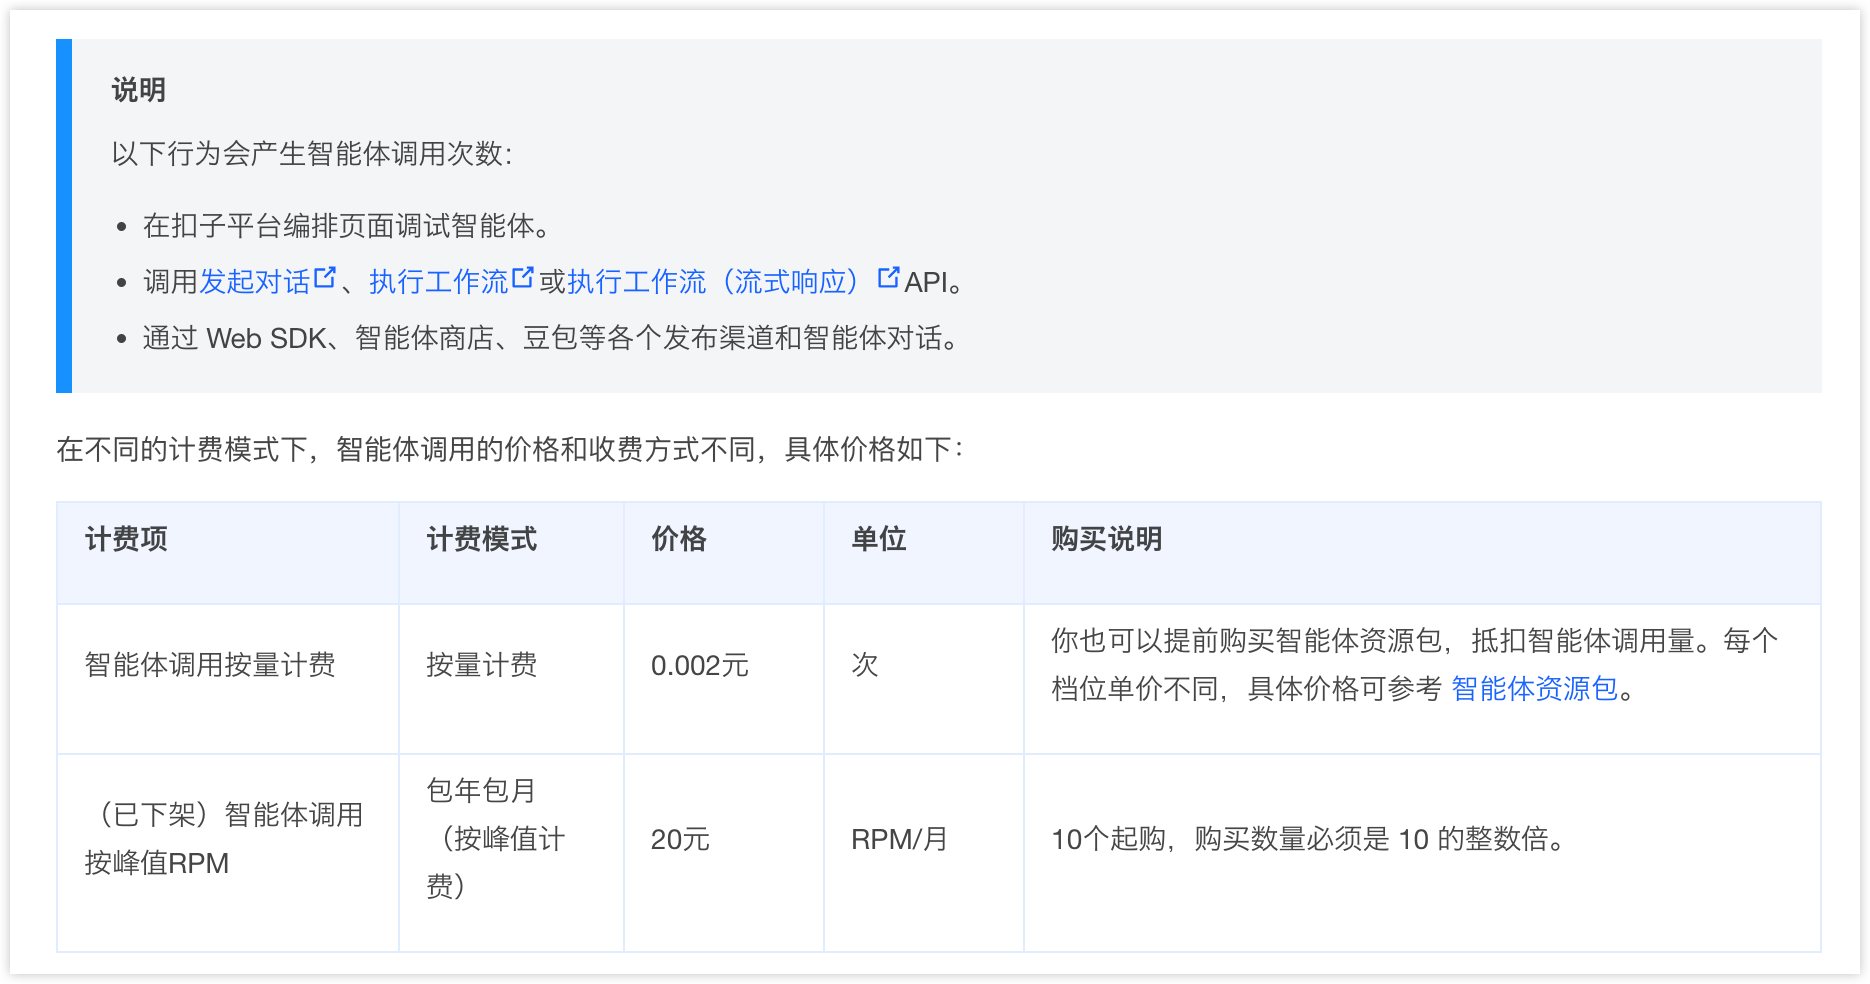 说明
以下行为会产生智能体调用次数：
• 在扣子平台编排页面调试智能体。
• 调用发起对话、执行工作流或执行工作流（流式响应）API。
• 通过 Web SDK、智能体商店、豆包等各个发布渠道和智能体对话。
在不同的计费模式下，智能体调用的价格和收费方式不同，具体价格如下：
计费项 计费模式 价格 单位 购买说明
智能体调用按量计费 按量计费 0.002元 次
你也可以提前购买智能体资源包，抵扣智能体调用量。每个
档位单价不同，具体价格可参考 智能体资源包。
（已下架）智能体调用
按峰值RPM
包年包月
（按峰值计
费）
20元
RPM/月
10个起购，购买数量必须是 10 的整数倍。